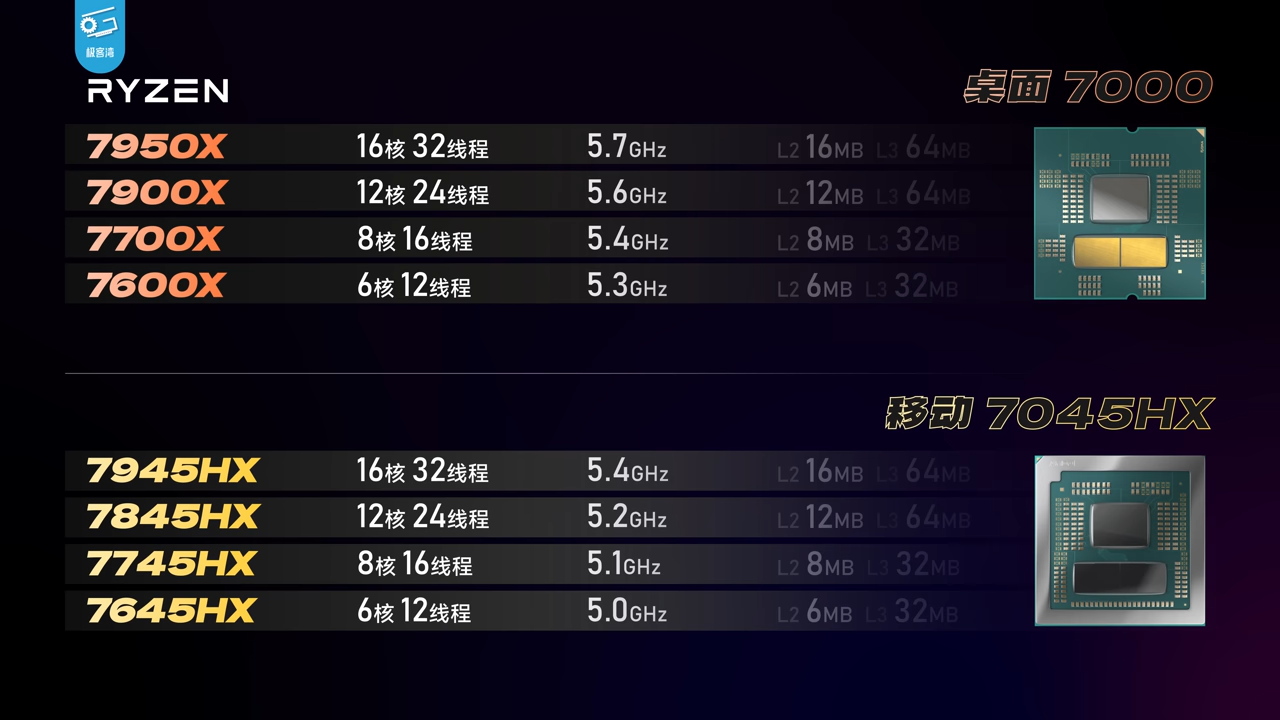 极客湾
RYZEN
桌面 7000
7950X 16核 32线程 5.7GHz L2 16MB L3 64MB
7900X 12核 24线程 5.6GHz L2 12MB L3 64MB
7700X 8核 16线程 5.4GHz L2 8MB L3 32MB
7600X 6核 12线程 5.3GHz L2 6MB L3 32MB
移动 7045HX
7945HX 16核 32线程 5.4GHz L2 16MB L3 64MB
7845HX 12核 24线程 5.2GHz L2 12MB L3 64MB
7745HX 8核 16线程 5.1GHz L2 8MB L3 32MB
7645HX 6核 12线程 5.0GHz L2 6MB L3 32MB